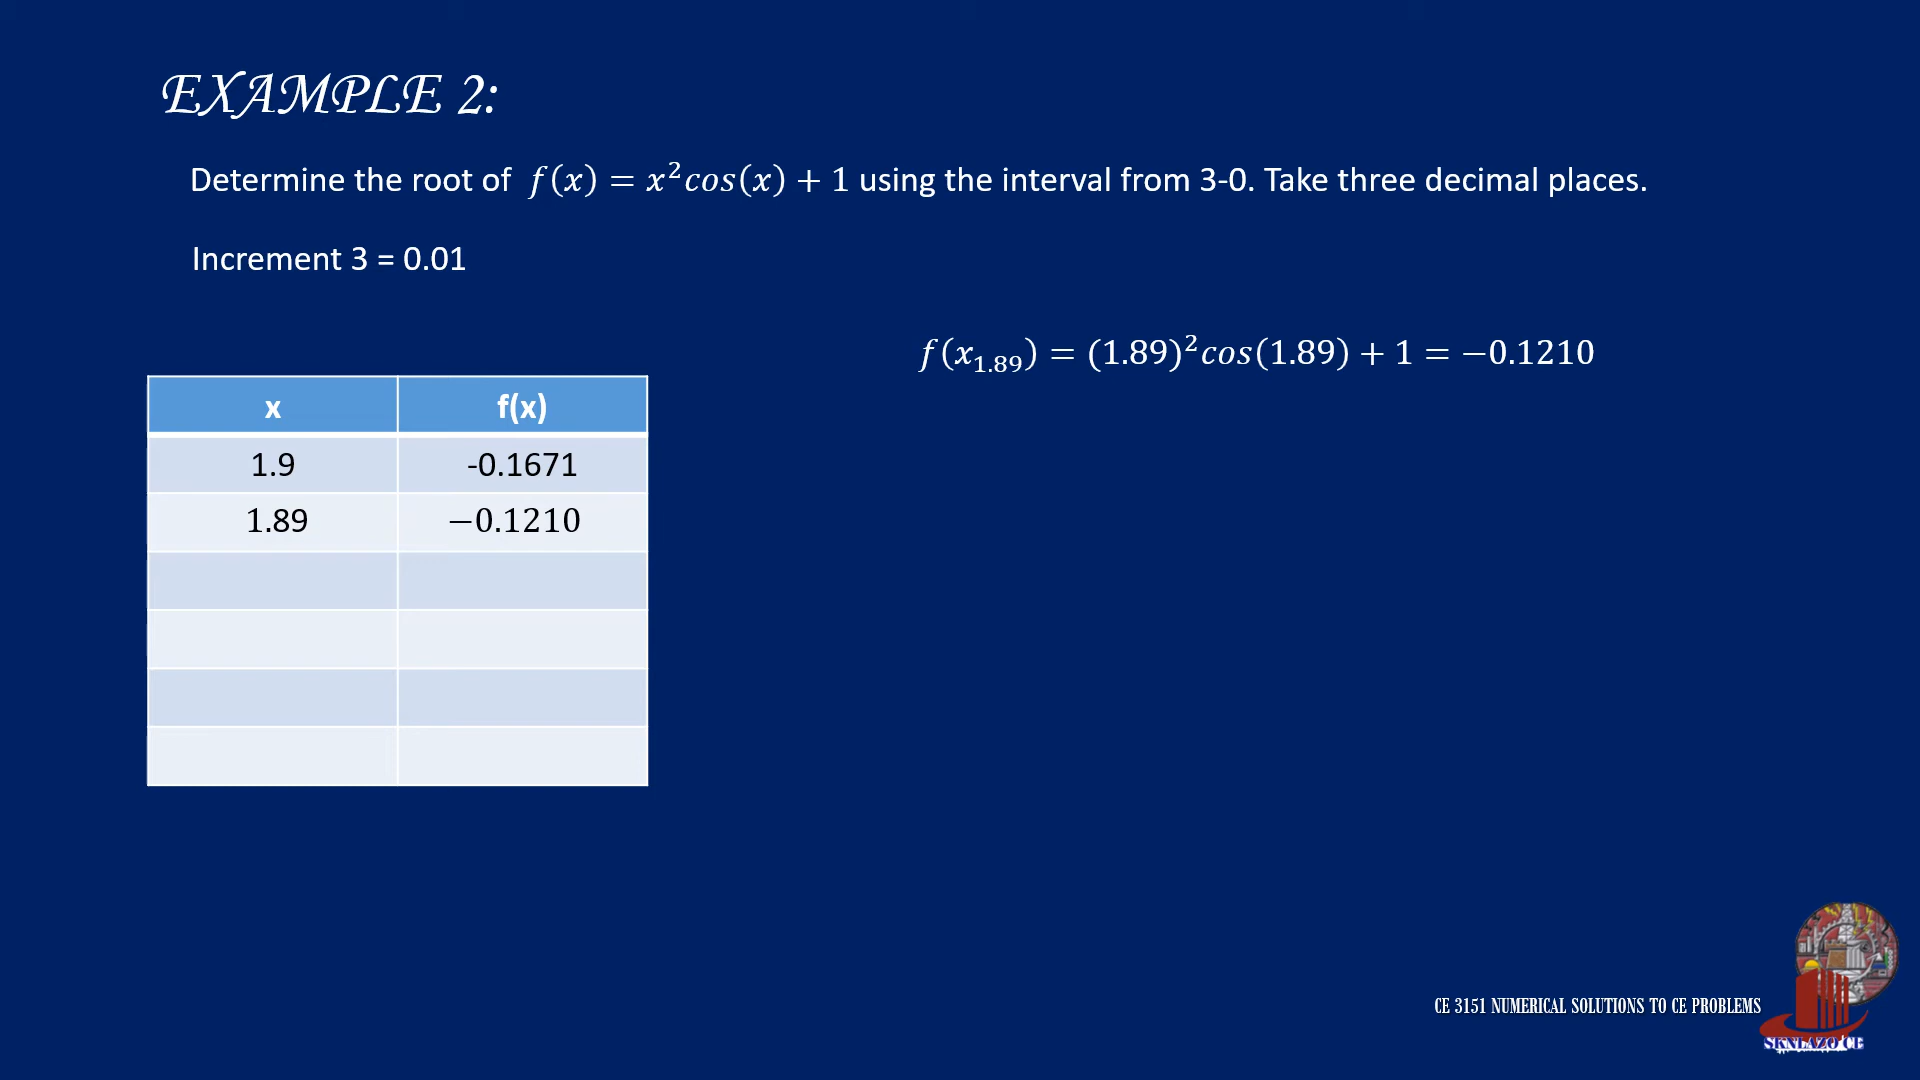 EXAMPLE 2:
Determine the root of f(x) = x²cos(x) + 1 using the interval from 3-0. Take three decimal places.
Increment 3 = 0.01
f(x₁.₈₉) = (1.89)²cos(1.89) + 1 = −0.1210
x f(x)
1.9 -0.1671
1.89 −0.1210
CE 3151 NUMERICAL SOLUTIONS TO CE PROBLEMS